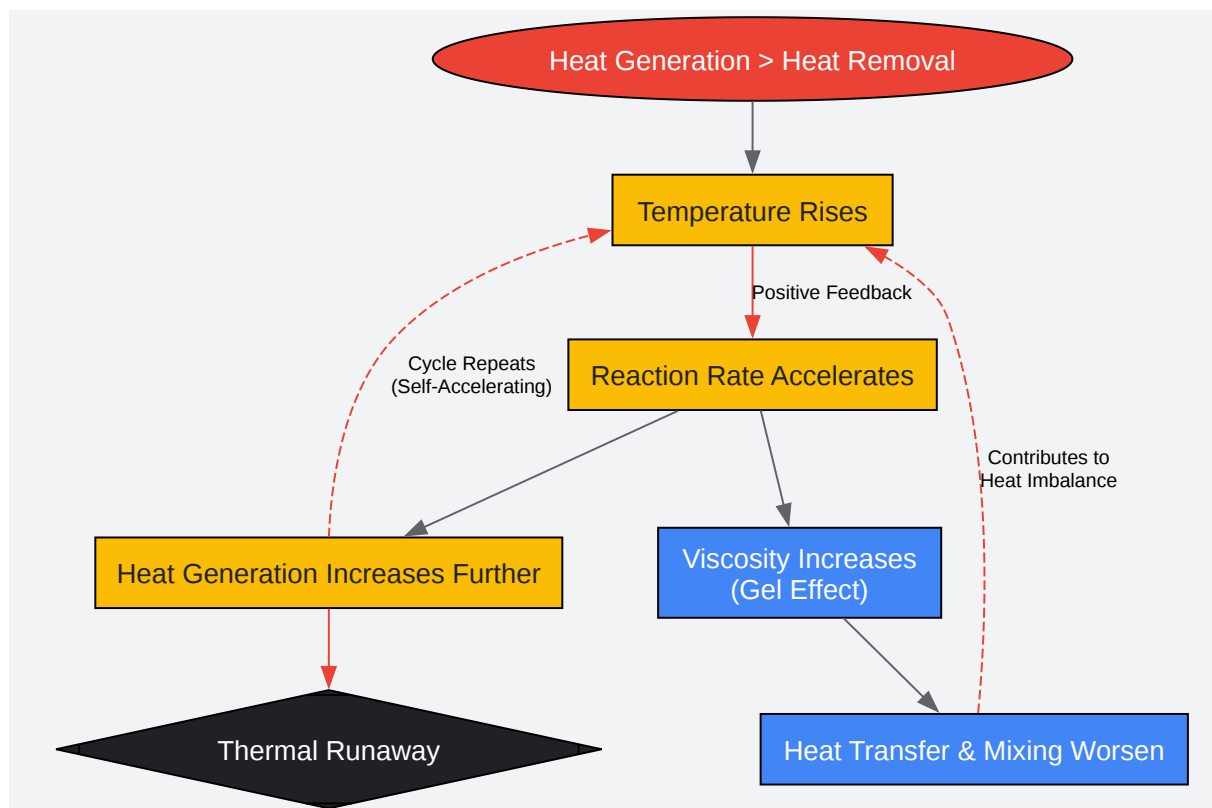 Heat Generation > Heat Removal
Temperature Rises
Positive Feedback
Cycle Repeats
(Self-Accelerating)
Reaction Rate Accelerates
Contributes to
Heat Imbalance
Heat Generation Increases Further
Viscosity Increases
(Gel Effect)
Thermal Runaway
Heat Transfer & Mixing Worsen